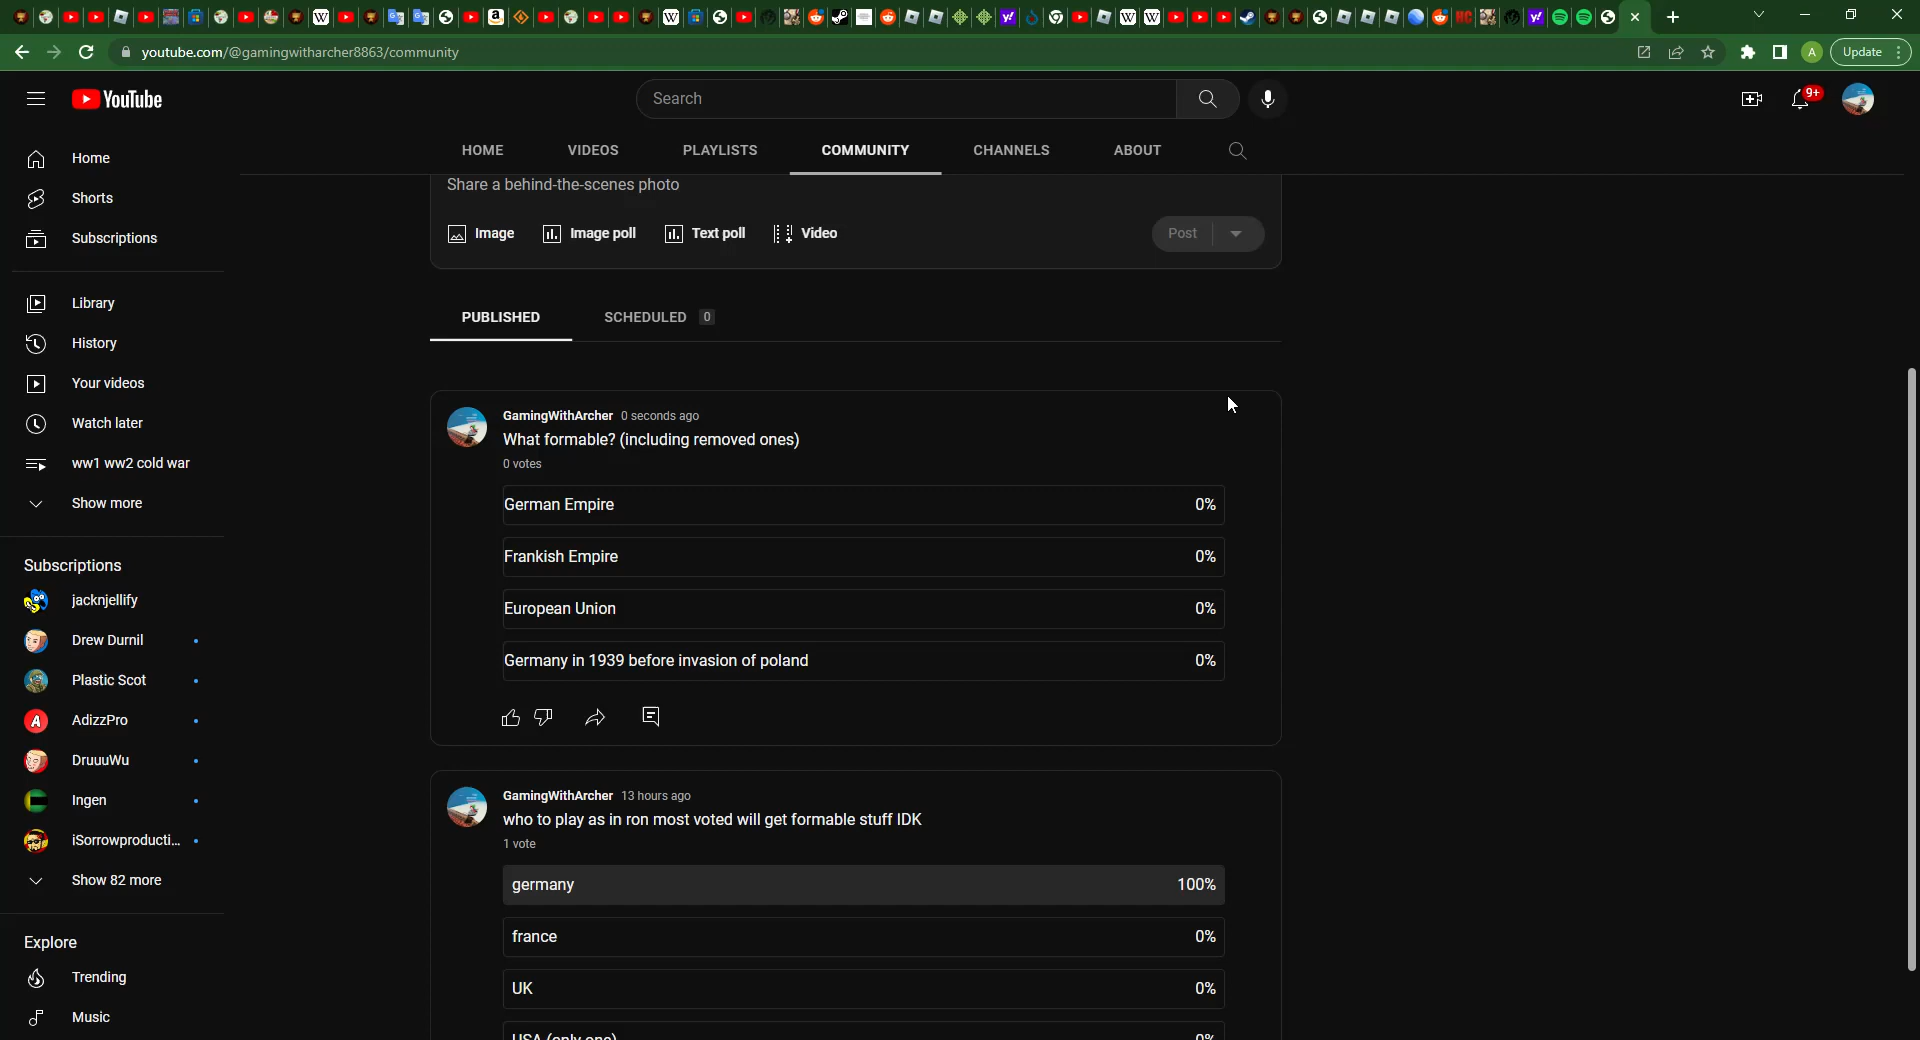 youtube.com/@gamingwitharcher8863/community
A
Update
YouTube
Search
9+
HOME
VIDEOS
PLAYLISTS
COMMUNITY
CHANNELS
ABOUT
Share a behind-the-scenes photo
Image
Image poll
Text poll
Video
Post
PUBLISHED
SCHEDULED 0
GamingWithArcher 0 seconds ago
What formable? (including removed ones)
0 votes
German Empire 0%
Frankish Empire 0%
European Union 0%
Germany in 1939 before invasion of poland 0%
GamingWithArcher 13 hours ago
who to play as in ron most voted will get formable stuff IDK
1 vote
germany 100%
france 0%
UK 0%
USA (only one) 0%
Home
Shorts
Subscriptions
Library
History
Your videos
Watch later
ww1 ww2 cold war
Show more
Subscriptions
jacknjellify
Drew Durnil
Plastic Scot
AdizzPro
DruuuWu
Ingen
iSorrowproducti...
Show 82 more
Explore
Trending
Music